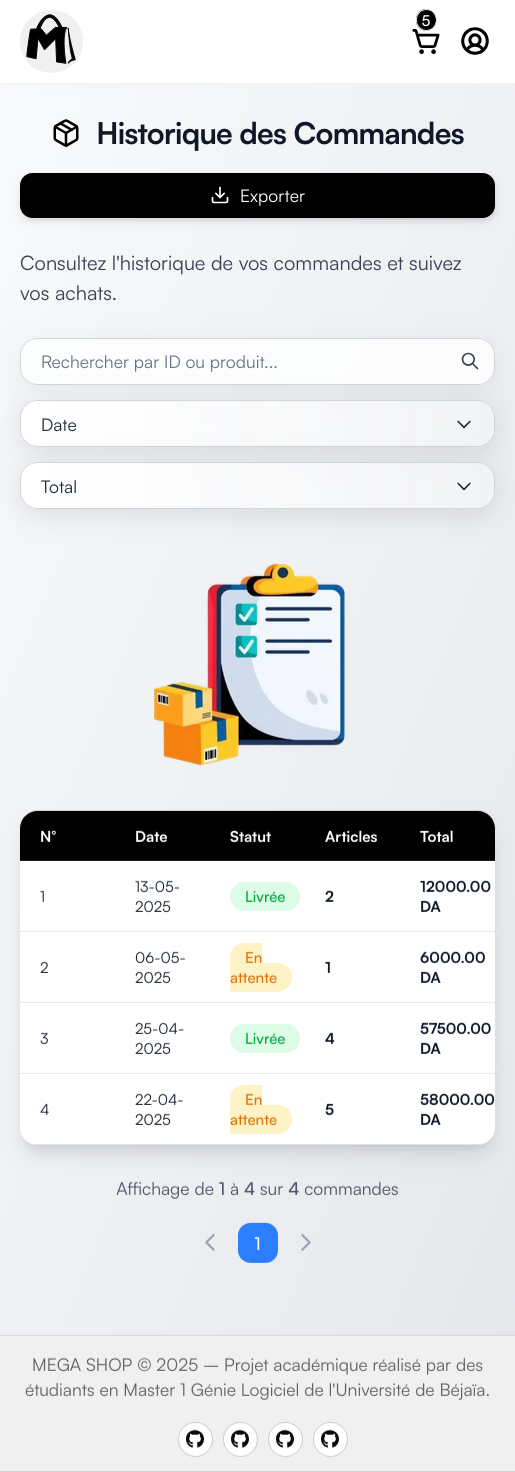 M
5
Historique des Commandes
Exporter
Consultez l'historique de vos commandes et suivez
vos achats.
Rechercher par ID ou produit...
Date
Total
N° Date Statut Articles Total
1 13-05- Livrée 2 12000.00
2025 DA
2 06-05- En 1 6000.00
2025 attente DA
3 25-04- Livrée 4 57500.00
2025 DA
4 22-04- En 5 58000.00
2025 attente DA
Affichage de 1 à 4 sur 4 commandes
1
MEGA SHOP © 2025 — Projet académique réalisé par des
étudiants en Master 1 Génie Logiciel de l'Université de Béjaïa.